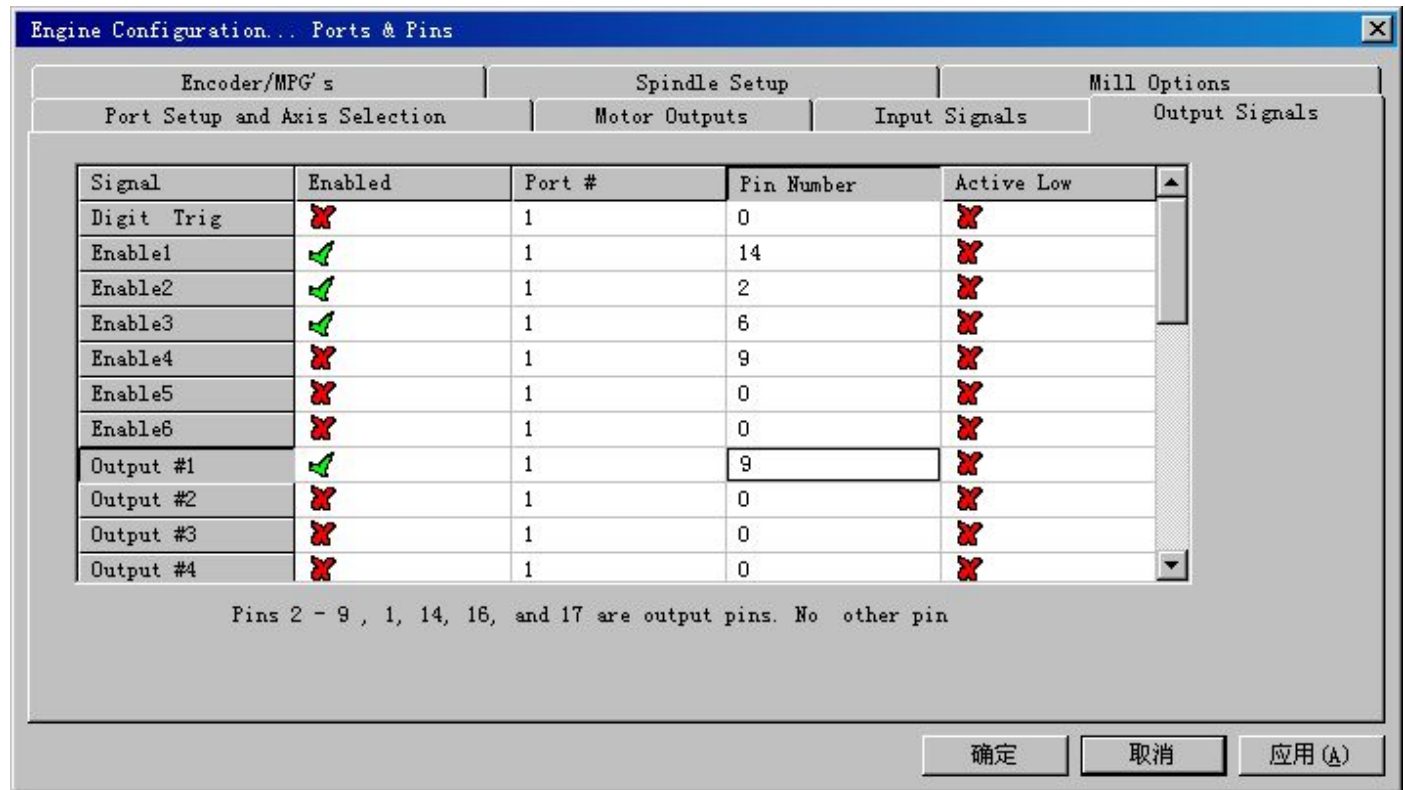 Engine Configuration... Ports & Pins
Encoder/MPG's Spindle Setup Mill Options
Port Setup and Axis Selection Motor Outputs Input Signals Output Signals
Signal Enabled Port # Pin Number Active Low
Digit Trig 1 0
Enable1 1 14
Enable2 1 2
Enable3 1 6
Enable4 1 9
Enable5 1 0
Enable6 1 0
Output #1 1 9
Output #2 1 0
Output #3 1 0
Output #4 1 0
Pins 2 - 9 , 1, 14, 16, and 17 are output pins. No other pin
确定 取消 应用(A)